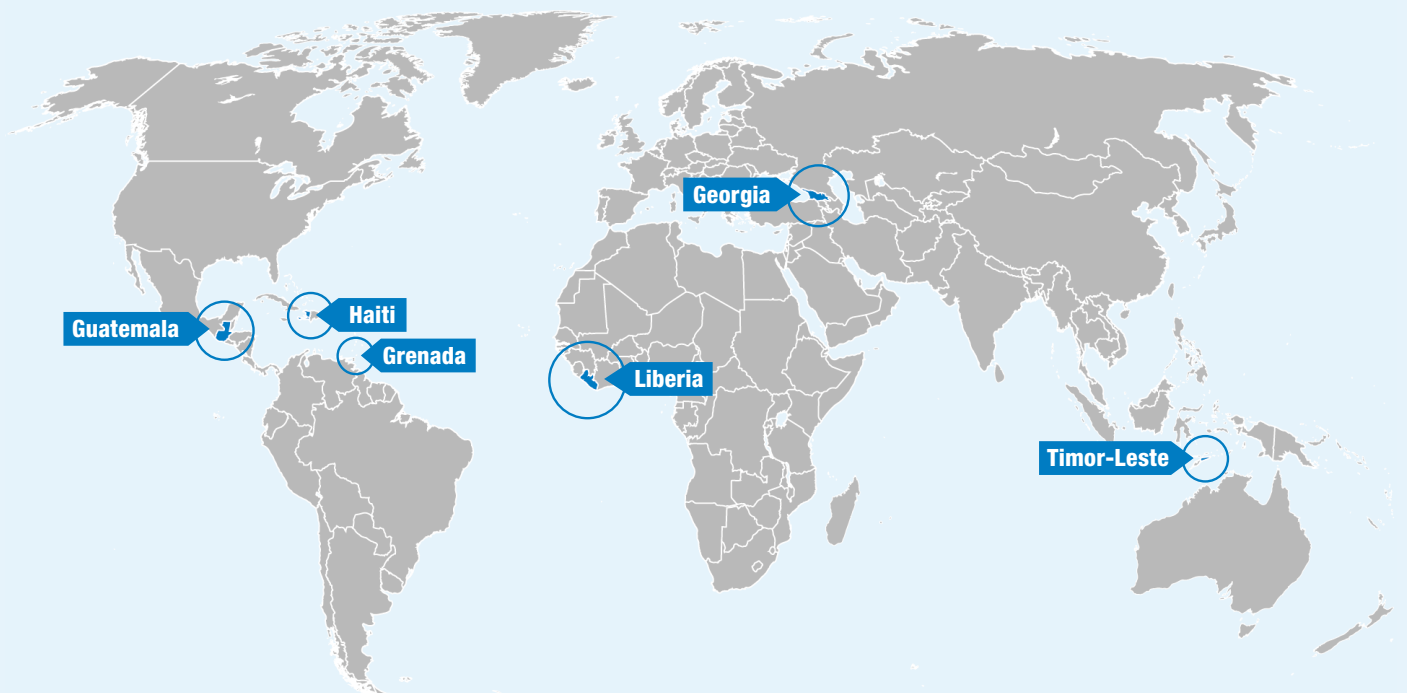 Georgia
Guatemala
Haiti
Grenada
Liberia
Timor-Leste